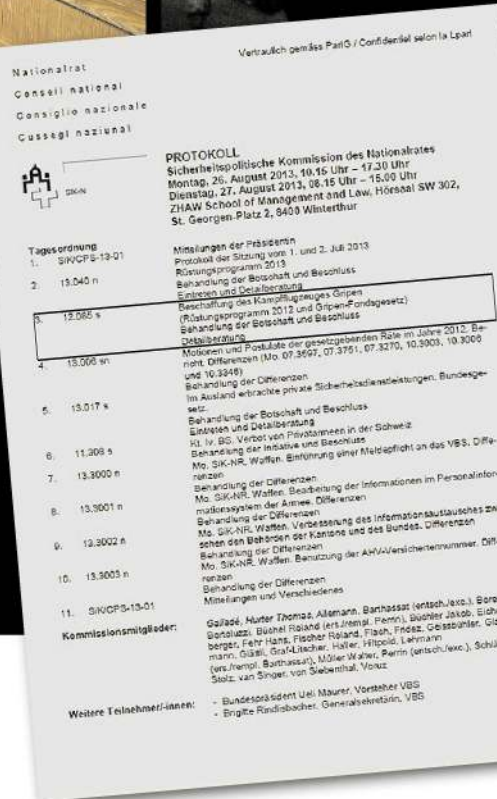 Vertraulich gemäss ParlG / Confidentiel selon la Lparl
Nationalrat
Conseil national
Consiglio nazionale
Cussegl naziunal
SiK-N
PROTOKOLL
Sicherheitspolitische Kommission des Nationalrates
Montag, 26. August 2013, 10.15 Uhr – 17.30 Uhr
Dienstag, 27. August 2013, 08.15 Uhr – 15.00 Uhr
ZHAW School of Management and Law, Hörsaal SW 302,
St. Georgen-Platz 2, 8400 Winterthur
Tagesordnung
1. SiK/CPS-13-01 Mitteilungen der Präsidentin
Protokoll der Sitzung vom 1. und 2. Juli 2013
2. 13.040 n Rüstungsprogramm 2013
Behandlung der Botschaft und Beschluss
Eintreten und Detailberatung
3. 12.085 s Beschaffung des Kampfflugzeuges Gripen
(Rüstungsprogramm 2012 und Gripen-Fondsgesetz)
Behandlung der Botschaft und Beschluss
Detailberatung
4. 13.006 sn Motionen und Postulate der gesetzgebenden Räte im Jahre 2012. Be-
richt. Differenzen (Mo. 07.3597, 07.3751, 07.3270, 10.3003, 10.3006
und 10.3346)
Behandlung der Differenzen
5. 13.017 s Im Ausland erbrachte private Sicherheitsdienstleistungen. Bundesge-
setz.
Behandlung der Botschaft und Beschluss
Eintreten und Detailberatung
6. 11.308 s Kt. Iv. BS. Verbot von Privatarmeen in der Schweiz
Behandlung der Initiative und Beschluss
7. 13.3000 n Mo. SiK-NR. Waffen. Einführung einer Meldepflicht an das VBS. Diffe-
renzen
Behandlung der Differenzen
8. 13.3001 n Mo. SiK-NR. Waffen. Bearbeitung der Informationen im Personalinfor-
mationssystem der Armee. Differenzen
Behandlung der Differenzen
9. 13.3002 n Mo. SiK-NR. Waffen. Verbesserung des Informationsaustausches zwi
schen den Behörden der Kantone und des Bundes. Differenzen
Behandlung der Differenzen
10. 13.3003 n Mo. SiK-NR. Waffen. Benutzung der AHV-Versichertennummer. Diff
renzen
Behandlung der Differenzen
11. SiK/CPS-13-01 Mitteilungen und Verschiedenes
Kommissionsmitglieder: Galladé, Hurter Thomas, Allemann, Barthassat (entsch./exc.), Bore
Bortoluzzi, Büchel Roland (ers./rempl. Perrin), Büchler Jakob, Eiche
berger, Fehr Hans, Fischer Roland, Flach, Fridez, Geissbühler, Gla
mann, Glättli, Graf-Litscher, Haller, Hiltpold, Lehmann
(ers./rempl. Barthassat), Müller Walter, Perrin (entsch./exc.), Schlä
Stolz, van Singer, von Siebenthal, Voruz
Weitere Teilnehmer/-innen: - Bundespräsident Ueli Maurer, Vorsteher VBS
- Brigitte Rindlisbacher, Generalsekretärin, VBS